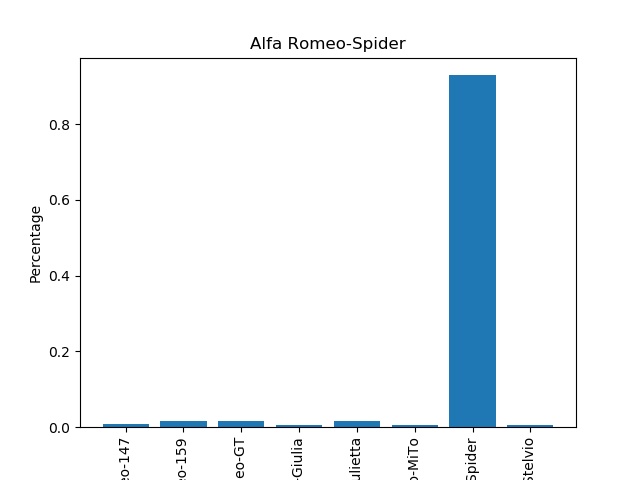 Alfa Romeo-Spider
Percentage
0.8
0.6
0.4
0.2
0.0
eo-147
eo-159
eo-GT
-Giulia
ulietta
o-MiTo
Spider
Stelvio